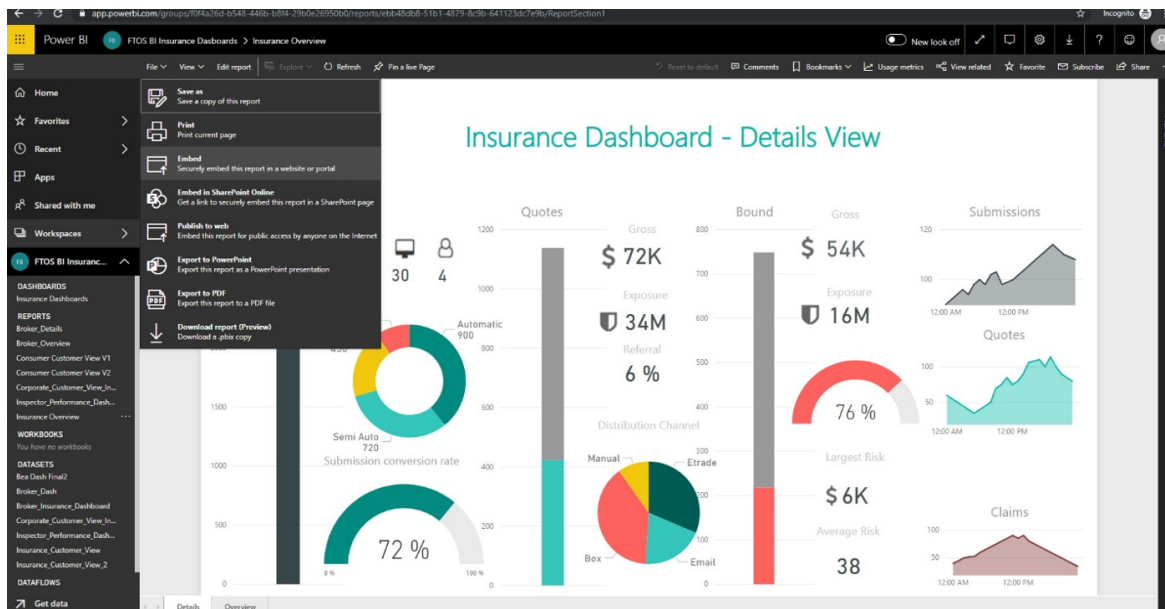 app.powerbi.com/groups/f0f4a26d-b548-446b-b8f4-29b0e26950b0/reports/ebb48db8-51b1-4879-8c9b-641123dc7e9b/ReportSection1
Incognito
Power BI
FB
FTOS BI Insurance Dasboards > Insurance Overview
New look off
File
View
Edit report
Explore
Refresh
Pin a live Page
Reset to default
Comments
Bookmarks
Usage metrics
View related
Favorite
Subscribe
Share
Home
Favorites
Recent
Apps
Shared with me
Workspaces
FB
FTOS BI Insuranc...
DASHBOARDS
Insurance Dashboards
REPORTS
Broker_Details
Broker_Overview
Consumer Customer View V1
Consumer Customer View V2
Corporate_Customer_View_In...
Inspector_Performance_Dash...
Insurance Overview
WORKBOOKS
You have no workbooks
DATASETS
Bea Dash Final2
Broker_Dash
Broker_Insurance_Dashboard
Corporate_Customer_View_In...
Inspector_Performance_Dash...
Insurance_Customer_View
Insurance_Customer_View_2
DATAFLOWS
Get data
Save as
Save a copy of this report
Print
Print current page
Embed
Securely embed this report in a website or portal
Embed in SharePoint Online
Get a link to securely embed this report in a SharePoint page
Publish to web
Embed this report for public access by anyone on the Internet
Export to PowerPoint
Export this report as a PowerPoint presentation
PDF
Export to PDF
Export this report to a PDF file
Download report (Preview)
Download a .pbix copy
Insurance Dashboard - Details View
30
4
1500
1000
500
0
Automatic
900
Semi Auto
720
Submission conversion rate
72 %
0 %
100 %
Quotes
1200
1000
800
600
400
200
0
Gross
$ 72K
Exposure
34M
Referral
6 %
Distribution Channel
Manual
Etrade
Box
Email
Bound
800
700
600
500
400
300
200
100
0
Gross
$ 54K
Exposure
16M
76 %
Largest Risk
$ 6K
Average Risk
38
Submissions
120
100
12:00 AM
12:00 PM
Quotes
100
50
12:00 AM
12:00 PM
Claims
100
50
12:00 AM
12:00 PM
Details
Overview